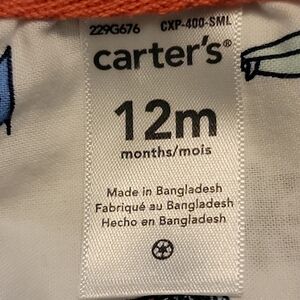 229G676 CXP-400-SML
carter's®
12m
months/mois
Made in Bangladesh
Fabriqué au Bangladesh
Hecho en Bangladesh